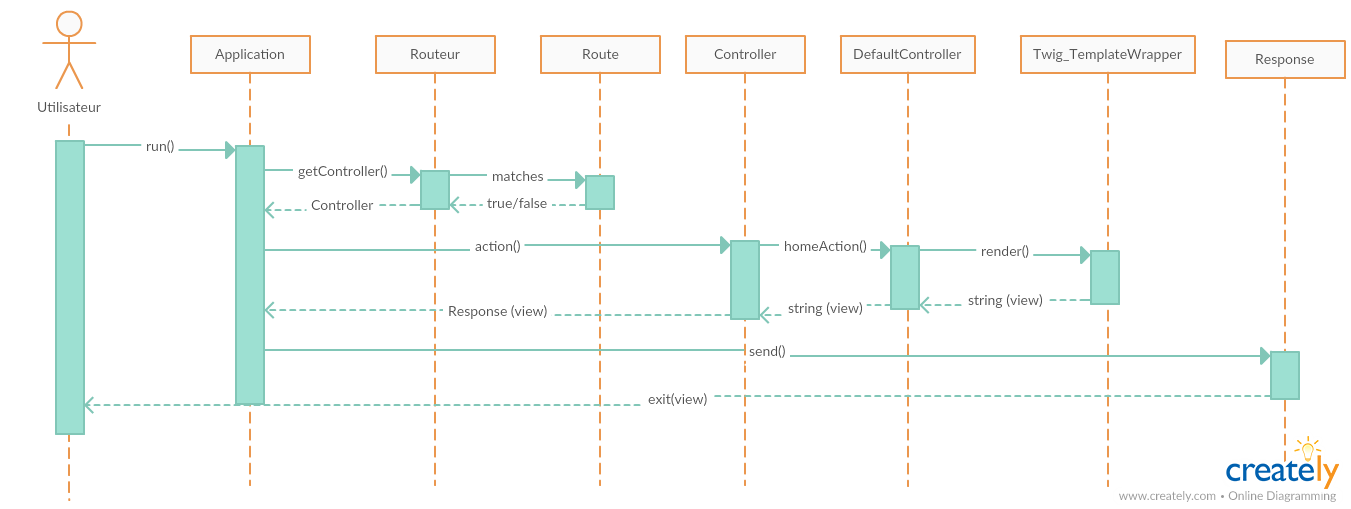 Utilisateur
Application
Routeur
Route
Controller
DefaultController
Twig_TemplateWrapper
Response
run()
getController()
matches
Controller
true/false
action()
homeAction()
render()
Response (view)
string (view)
string (view)
send()
exit(view)
creately
www.creately.com • Online Diagramming